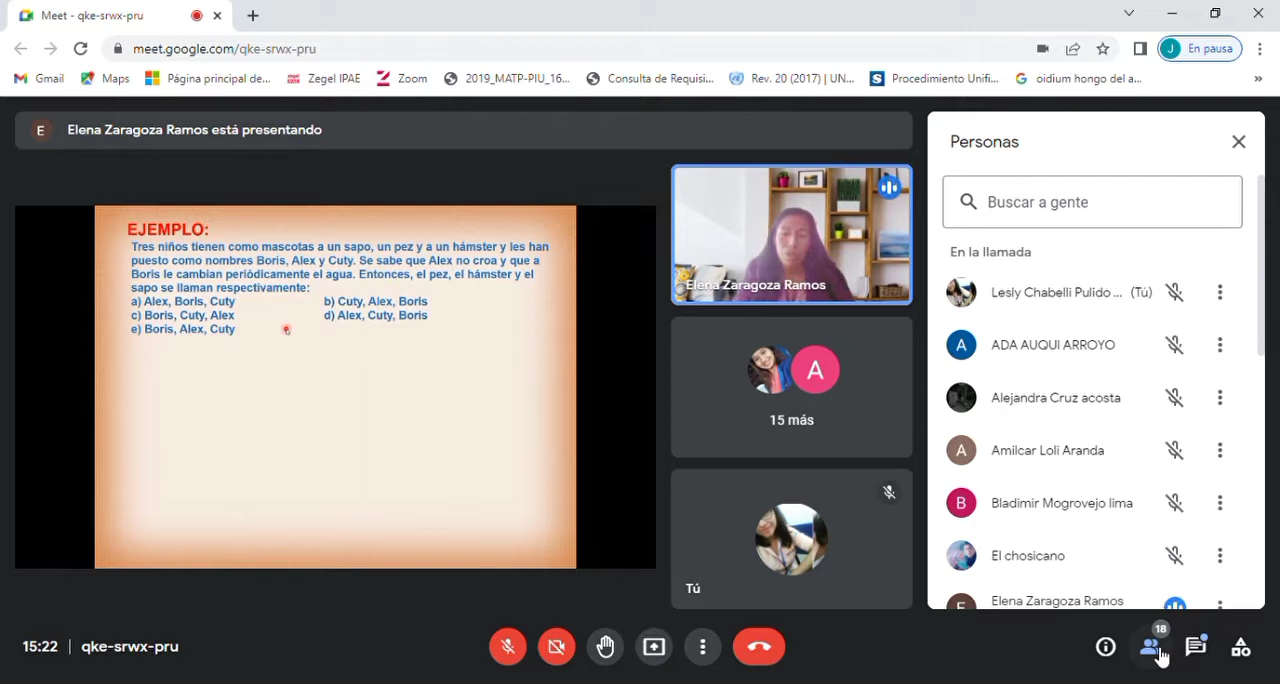 Meet - qke-srwx-pru
meet.google.com/qke-srwx-pru
J
En pausa
Gmail
Maps
Página principal de...
Zegel IPAE
Zoom
2019_MATP-PIU_16...
Consulta de Requisi...
Rev. 20 (2017) | UN...
Procedimiento Unifi...
oidium hongo del a...
»
E
Elena Zaragoza Ramos está presentando
EJEMPLO:
Tres niños tienen como mascotas a un sapo, un pez y a un hámster y les han
puesto como nombres Boris, Alex y Cuty. Se sabe que Alex no croa y que a
Boris le cambian periódicamente el agua. Entonces, el pez, el hámster y el
sapo se llaman respectivamente:
a) Alex, Boris, Cuty b) Cuty, Alex, Boris
c) Boris, Cuty, Alex d) Alex, Cuty, Boris
e) Boris, Alex, Cuty
Elena Zaragoza Ramos
A
15 más
Tú
Personas
Buscar a gente
En la llamada
Lesly Chabelli Pulido ... (Tú)
A
ADA AUQUI ARROYO
Alejandra Cruz acosta
A
Amilcar Loli Aranda
B
Bladimir Mogrovejo lima
El chosicano
E
Elena Zaragoza Ramos
15:22 | qke-srwx-pru
18